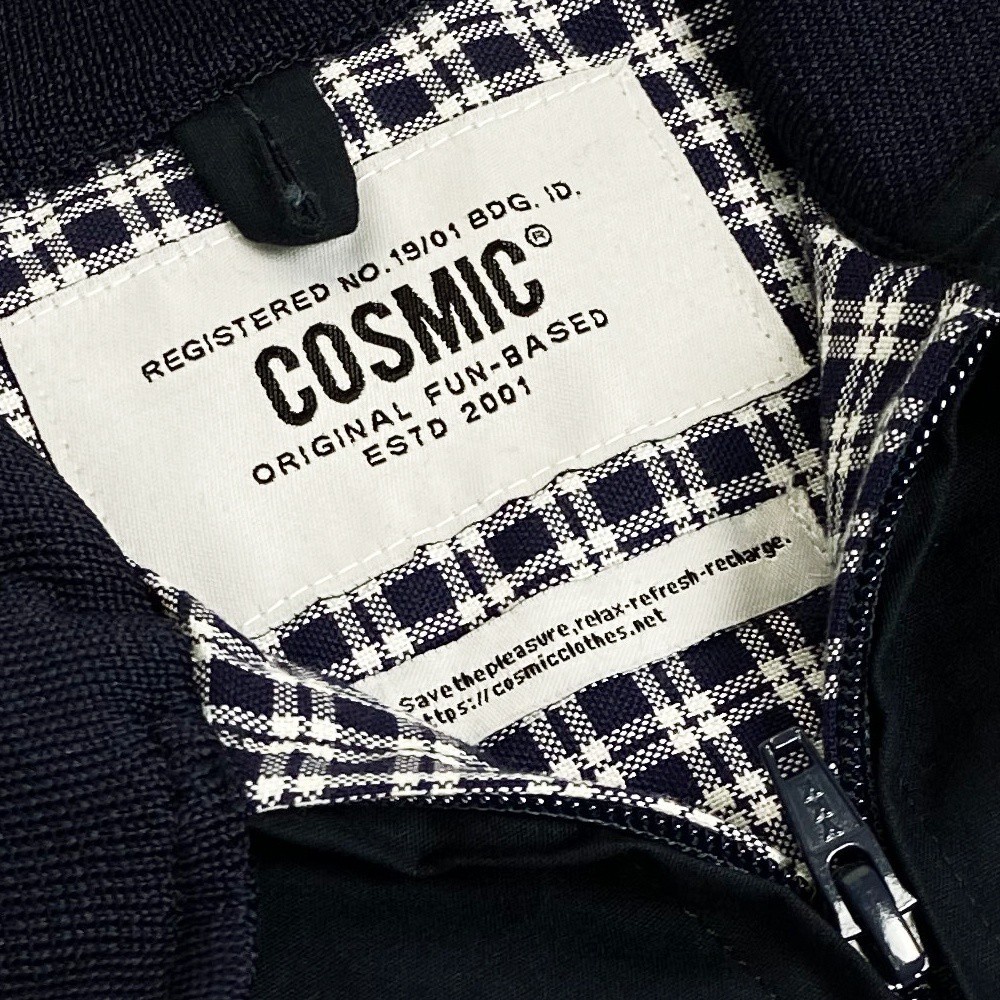 REGISTERED NO.19/01 BDG. ID.
COSMIC®
ORIGINAL FUN-BASED
ESTD 2001
Save the pleasure, relax-refresh-recharge.
ttps://cosmicclothes.net